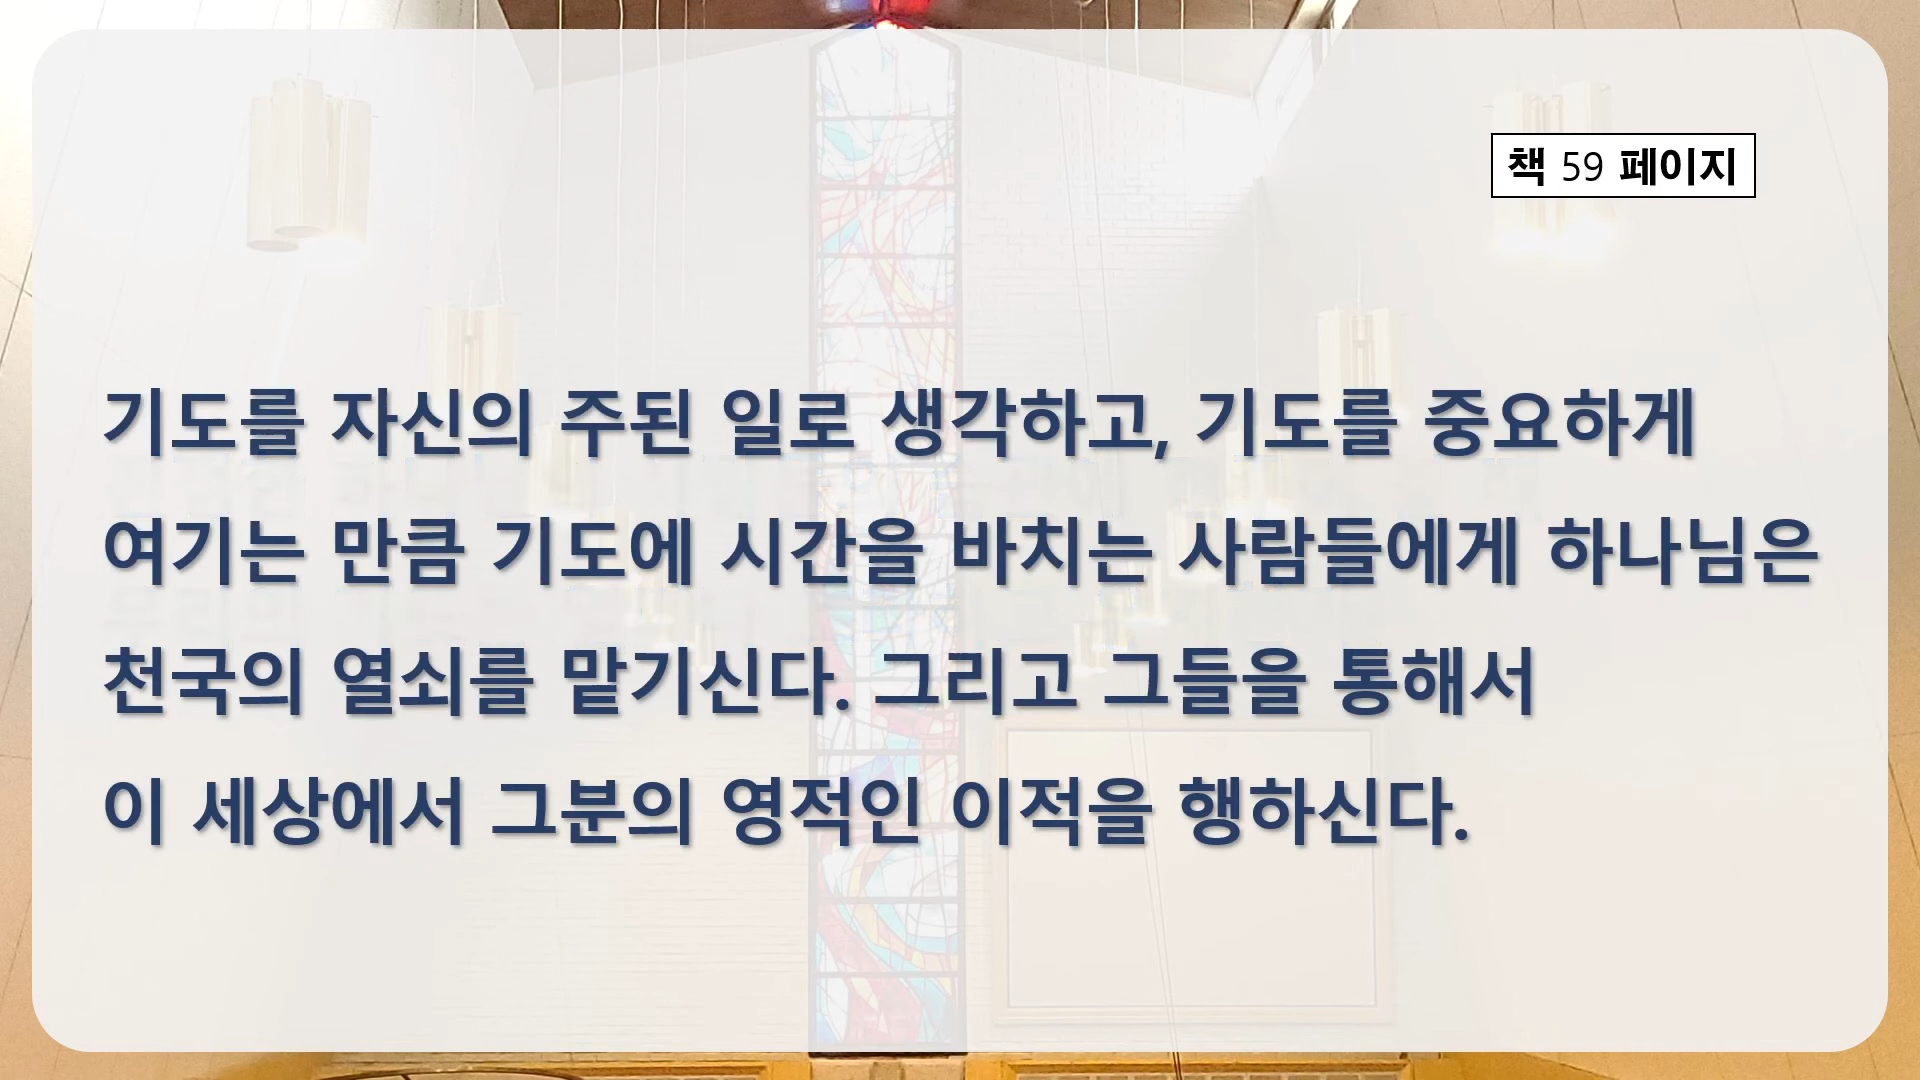 책 59 페이지
기도를 자신의 주된 일로 생각하고, 기도를 중요하게
여기는 만큼 기도에 시간을 바치는 사람들에게 하나님은
천국의 열쇠를 맡기신다. 그리고 그들을 통해서
이 세상에서 그분의 영적인 이적을 행하신다.